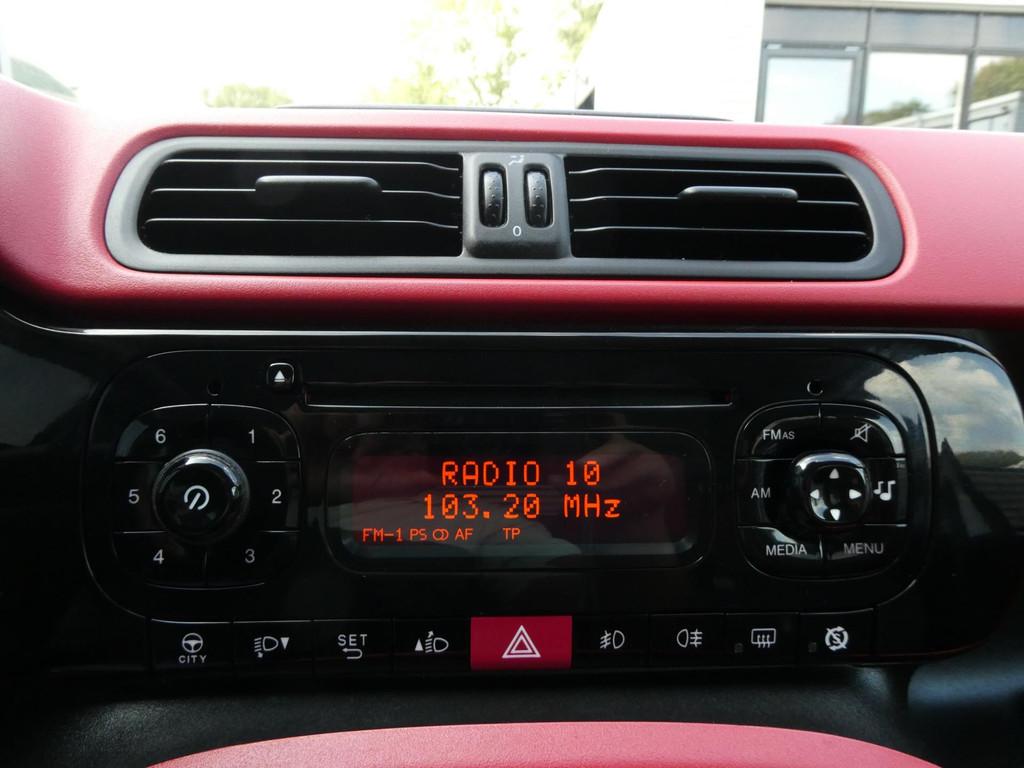 0
6 1
5 2
4 3
RADIO 10
103.20 MHz
FM-1 PS AF TP
FMAS
AM
MEDIA MENU
CITY
SET